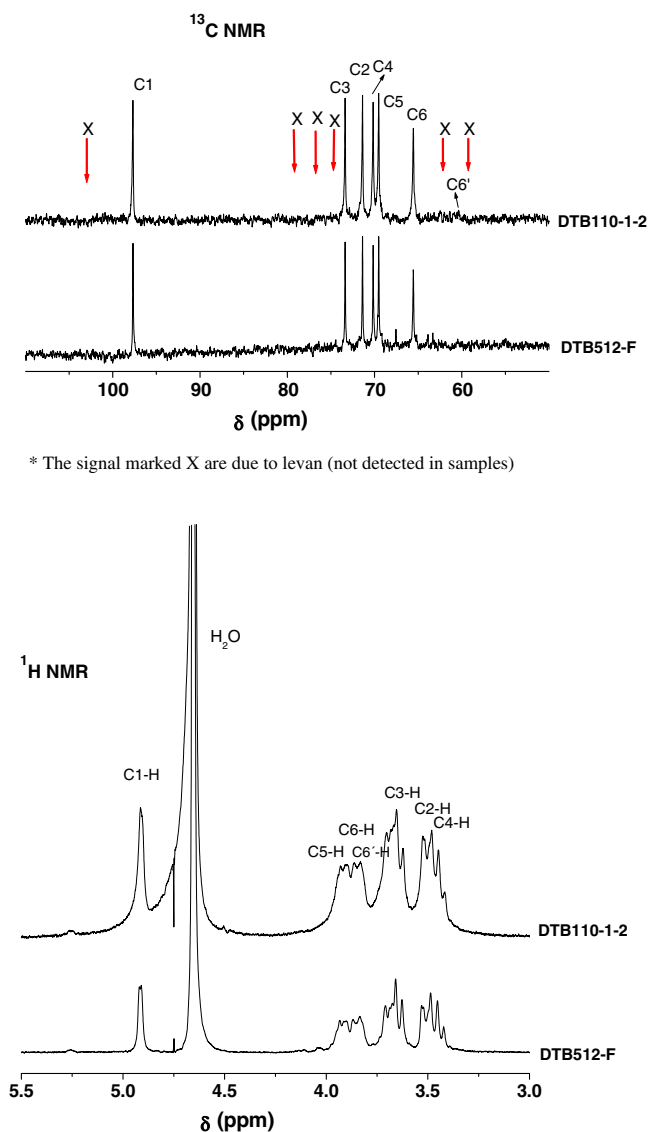 ¹³C NMR
C1
C3
C2
C4
C5
C6
X
X
X
X
X
X
C6'
DTB110-1-2
DTB512-F
100
90
80
70
60
δ (ppm)
* The signal marked X are due to levan (not detected in samples)
¹H NMR
H₂O
C1-H
C3-H
C2-H
C4-H
C6-H
C5-H
C6´-H
DTB110-1-2
DTB512-F
5.5
5.0
4.5
4.0
3.5
3.0
δ (ppm)